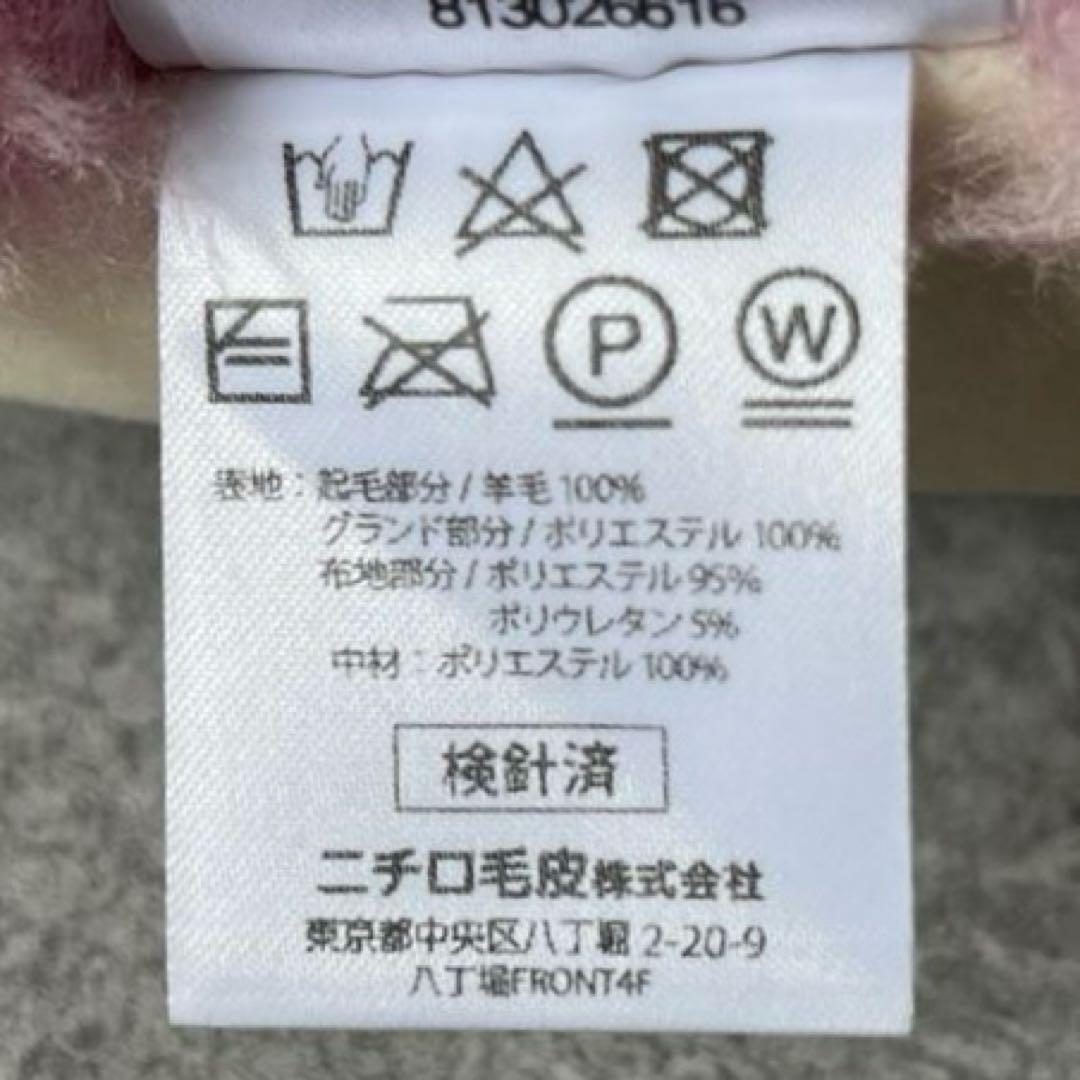 813026616
P W
表地：起毛部分 / 羊毛 100%
グランド部分 / ポリエステル 100%
布地部分 / ポリエステル 95%
ポリウレタン 5%
中材：ポリエステル 100%
検針済
ニチロ毛皮株式会社
東京都中央区八丁堀 2-20-9
八丁堀FRONT4F